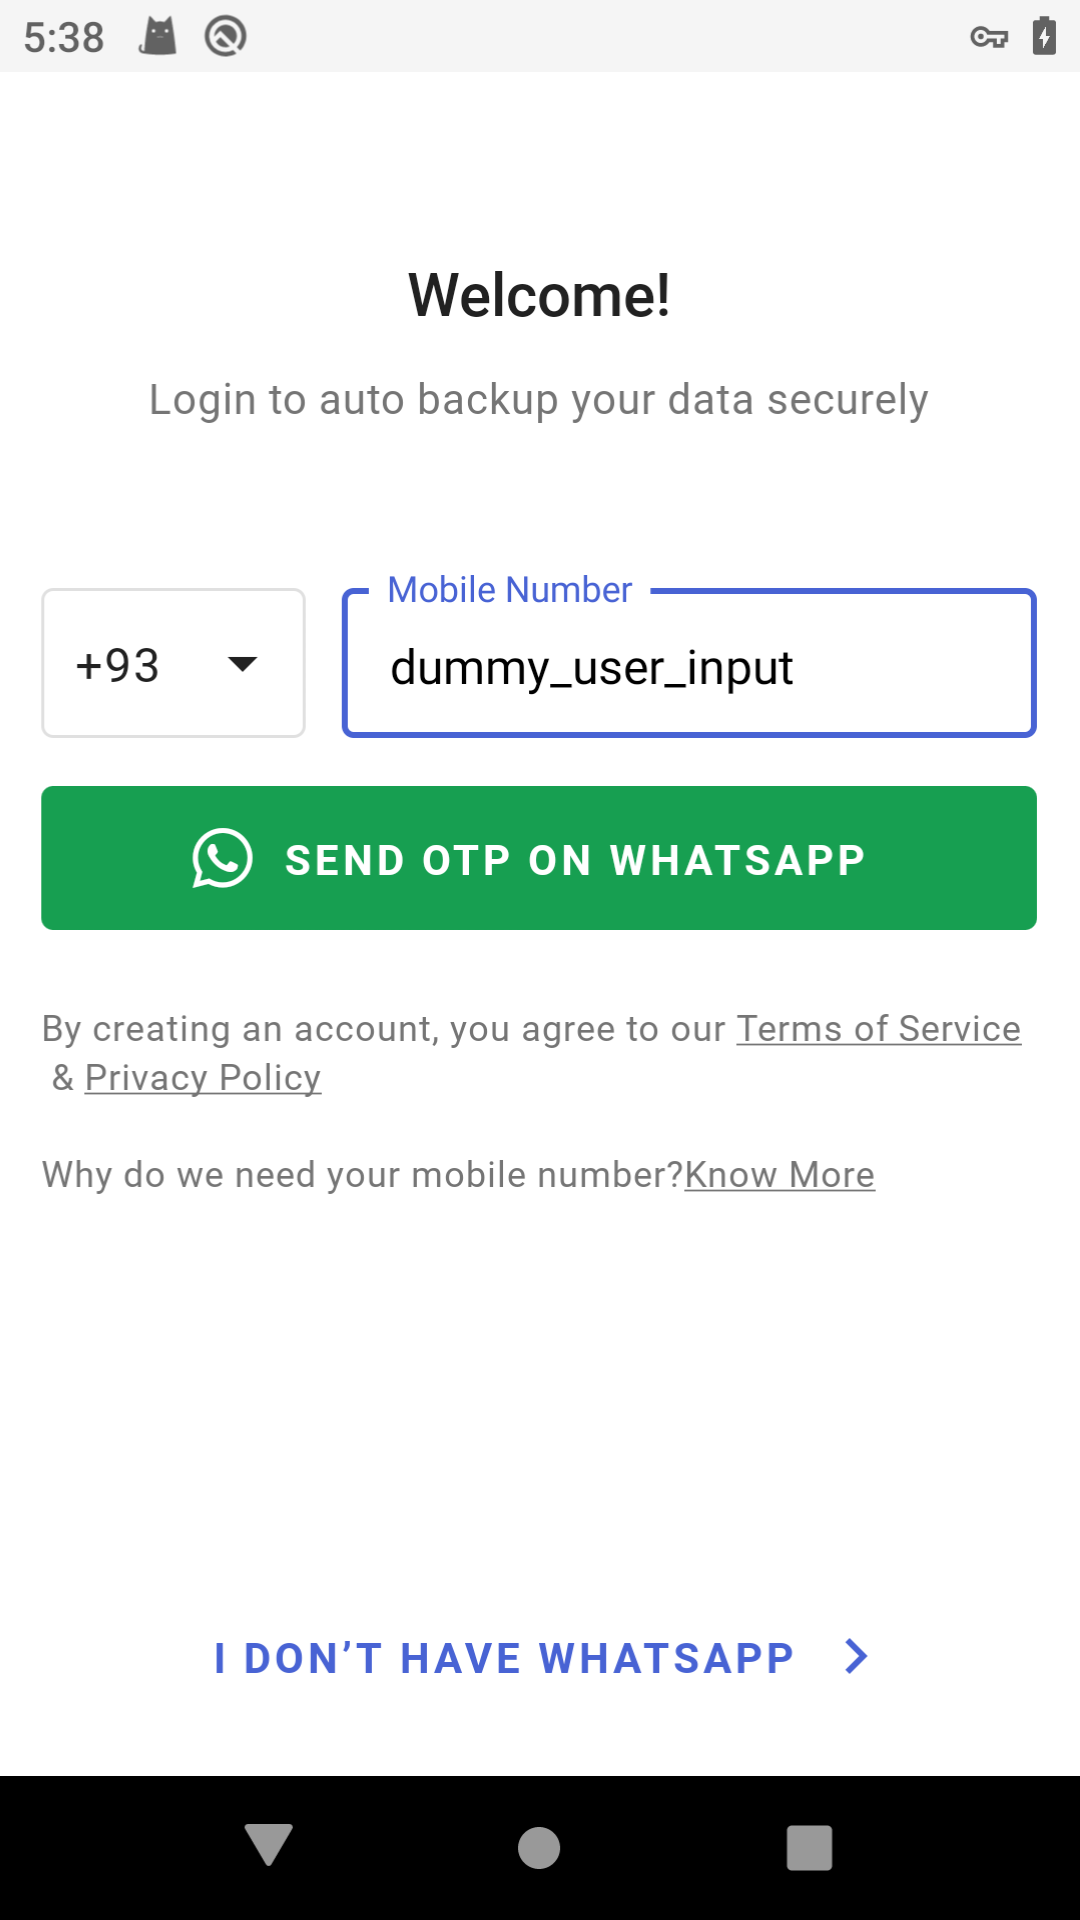 5:38
Welcome!
Login to auto backup your data securely
Mobile Number
+93
dummy_user_input
SEND OTP ON WHATSAPP
By creating an account, you agree to our Terms of Service
& Privacy Policy
Why do we need your mobile number?Know More
I DON’T HAVE WHATSAPP